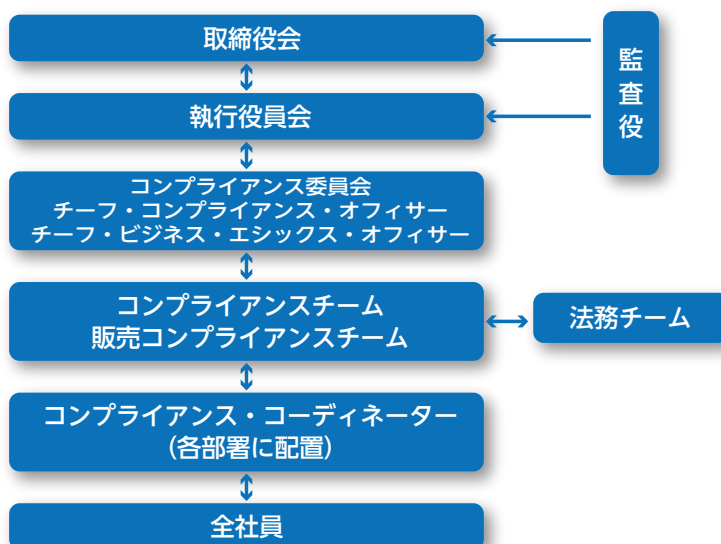 取締役会
監査役
執行役員会
コンプライアンス委員会
チーフ・コンプライアンス・オフィサー
チーフ・ビジネス・エシックス・オフィサー
コンプライアンスチーム
販売コンプライアンスチーム
法務チーム
コンプライアンス・コーディネーター
(各部署に配置)
全社員